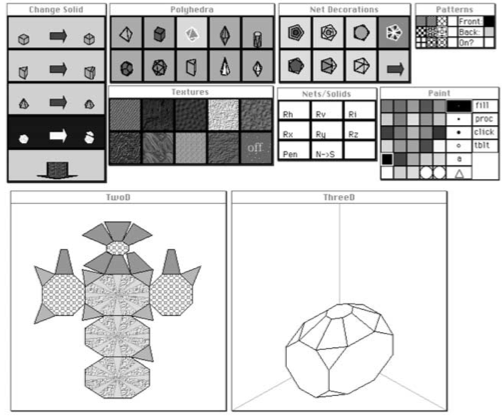 Change Solid
Polyhedra
Net Decorations
Patterns
Front
Back:
On?
Textures
off
Nets/Solids
Rh Rv Ri
Rx Ry Rz
Pen N->S
Paint
fill
proc
click
tblt
TwoD
ThreeD